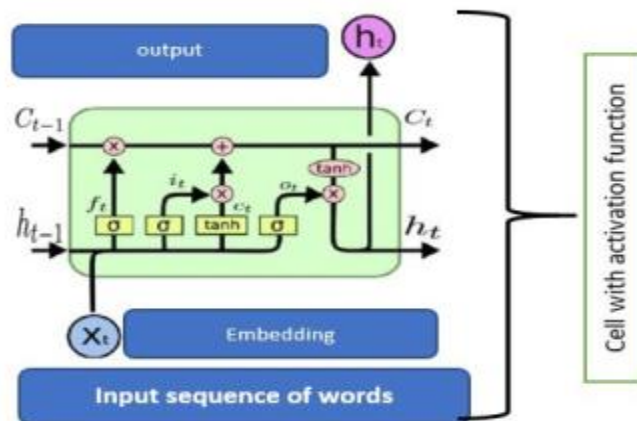 output
hₜ
Cₜ₋₁
Cₜ
tanh
fₜ
iₜ
cₜ
oₜ
σ σ tanh σ
hₜ₋₁
hₜ
Xₜ
Embedding
Input sequence of words
Cell with activation function